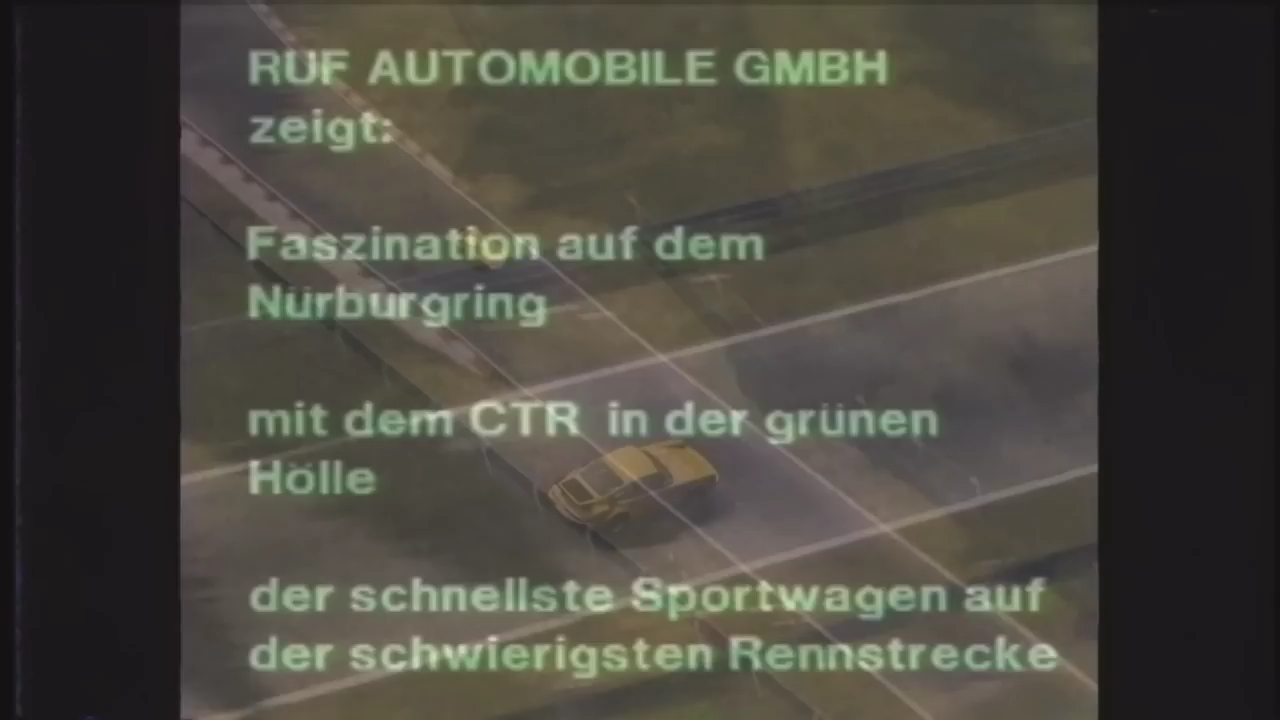 RUF AUTOMOBILE GMBH
zeigt:
Faszination auf dem
Nürburgring
mit dem CTR in der grünen
Hölle
der schnellste Sportwagen auf
der schwierigsten Rennstrecke